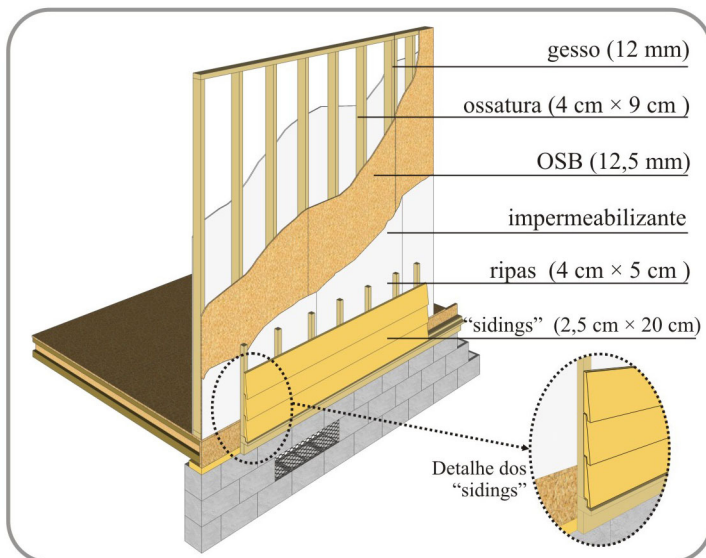 gesso (12 mm)
ossatura (4 cm × 9 cm)
OSB (12,5 mm)
impermeabilizante
ripas (4 cm × 5 cm)
“sidings” (2,5 cm × 20 cm)
Detalhe dos
“sidings”